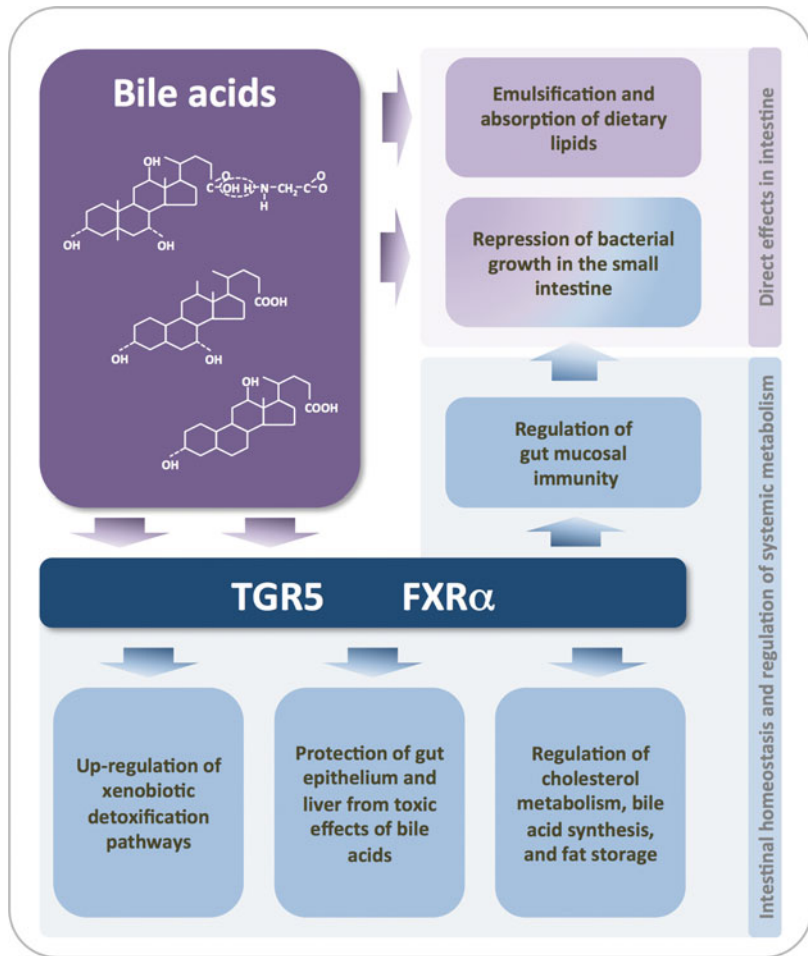 Bile acids
OH
C
O
OH H
N
H
CH₂
C
O
O
OH
OH
COOH
OH
OH
OH
COOH
OH
Emulsification and
absorption of dietary
lipids
Repression of bacterial
growth in the small
intestine
Direct effects in intestine
Regulation of
gut mucosal
immunity
TGR5 FXRα
Up-regulation of
xenobiotic
detoxification
pathways
Protection of gut
epithelium and
liver from toxic
effects of bile
acids
Regulation of
cholesterol
metabolism, bile
acid synthesis,
and fat storage
Intestinal homeostasis and regulation of systemic metabolism